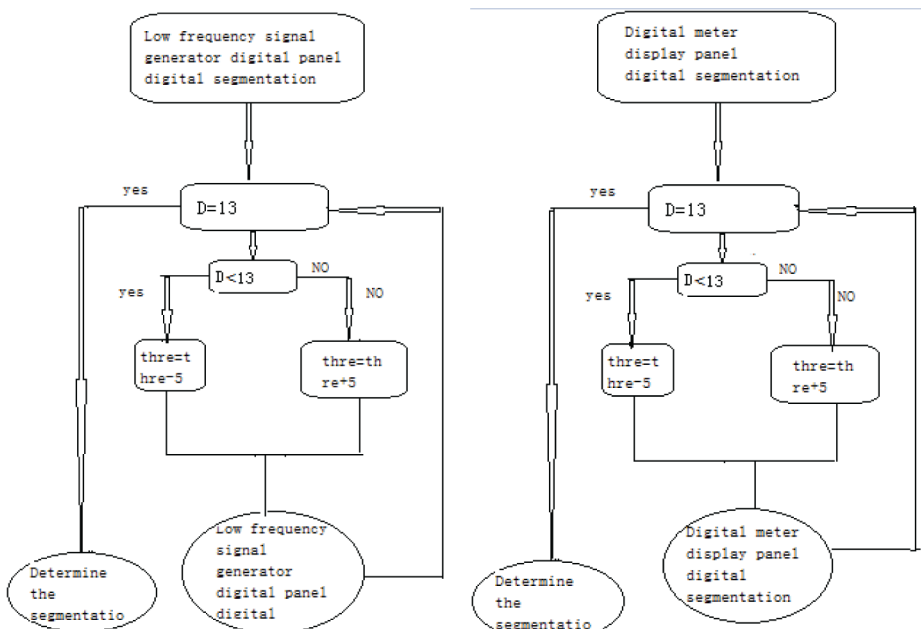 Low frequency signal
generator digital panel
digital segmentation
yes
D=13
D<13
NO
yes
NO
thre=t
hre-5
thre=th
re+5
Low frequency
signal
generator
digital panel
digital
Determine
the
segmentatio
Digital meter
display panel
digital segmentation
yes
D=13
D<13
NO
yes
NO
thre=t
hre-5
thre=th
re+5
Digital meter
display panel
digital
segmentation
Determine
the
segmentatio